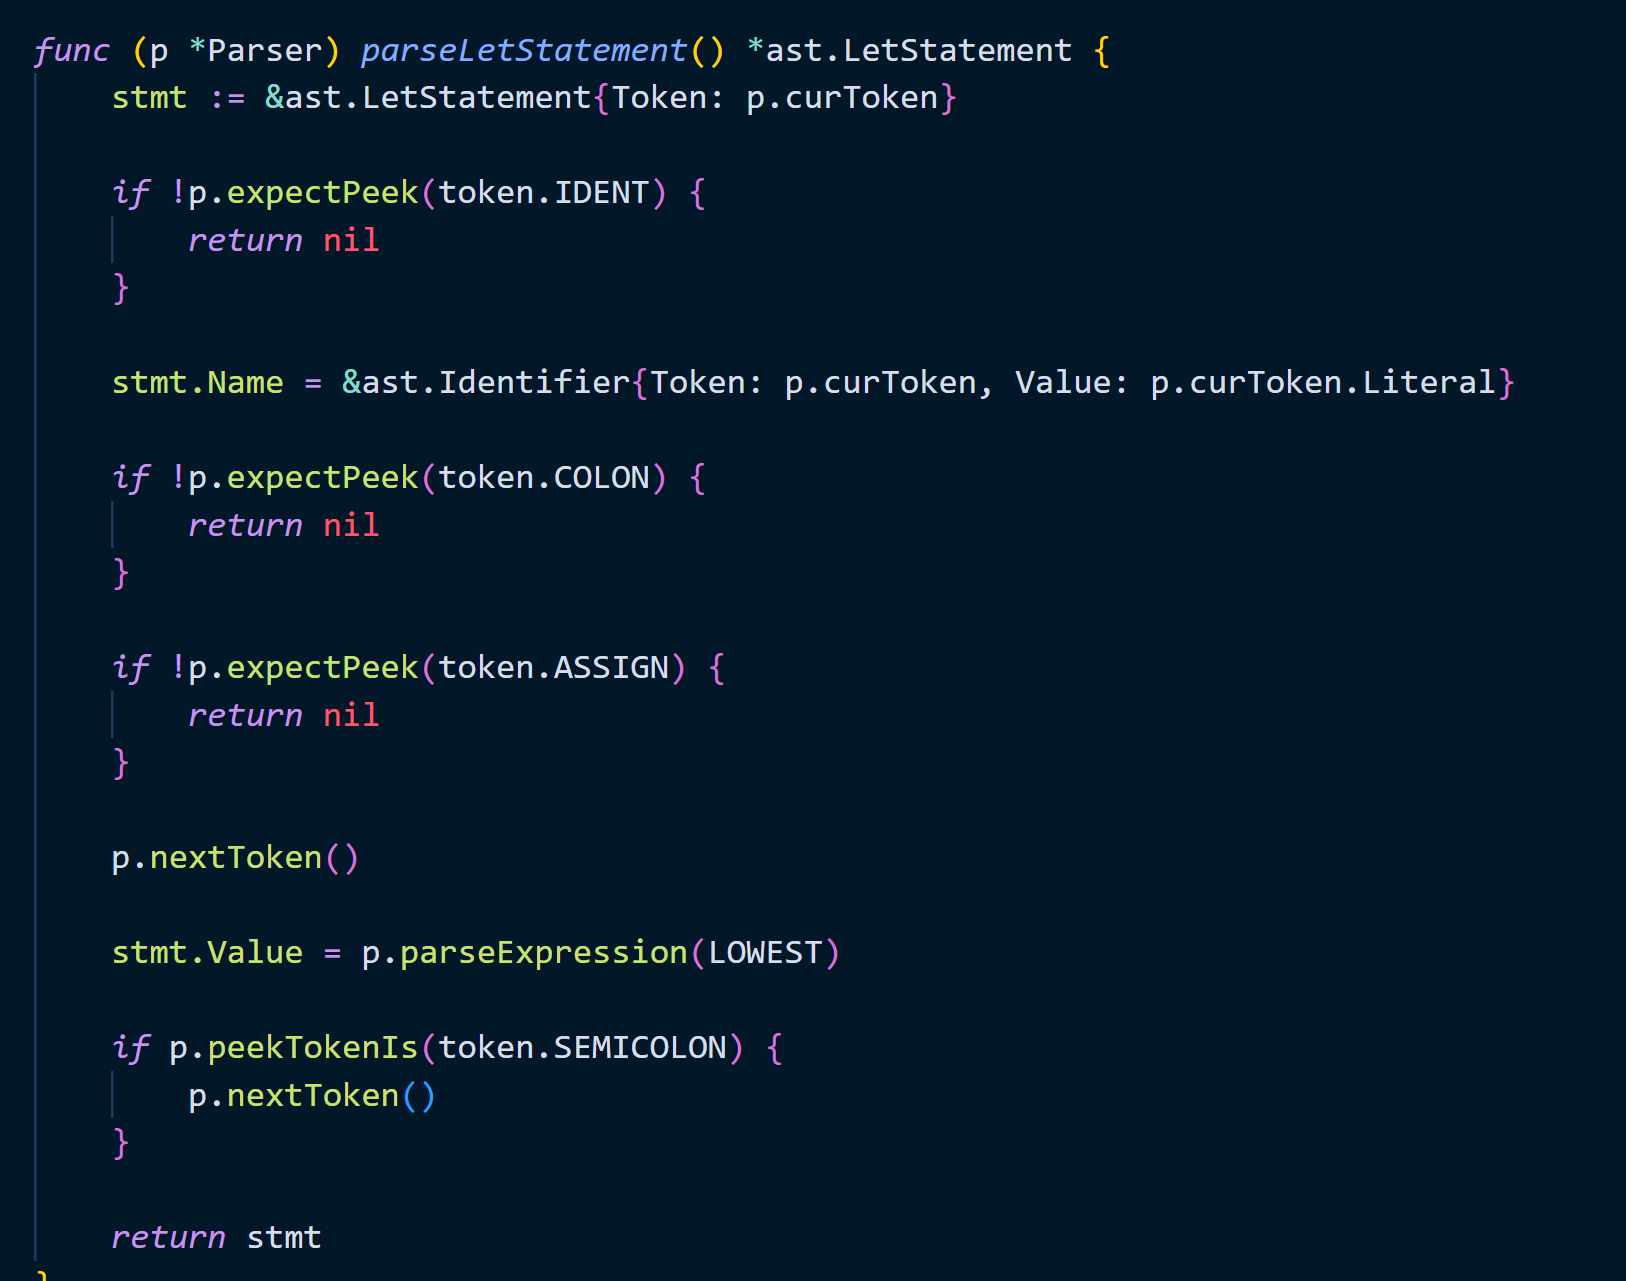 func (p *Parser) parseLetStatement() *ast.LetStatement {
    stmt := &ast.LetStatement{Token: p.curToken}

    if !p.expectPeek(token.IDENT) {
        return nil
    }

    stmt.Name = &ast.Identifier{Token: p.curToken, Value: p.curToken.Literal}

    if !p.expectPeek(token.COLON) {
        return nil
    }

    if !p.expectPeek(token.ASSIGN) {
        return nil
    }

    p.nextToken()

    stmt.Value = p.parseExpression(LOWEST)

    if p.peekTokenIs(token.SEMICOLON) {
        p.nextToken()
    }

    return stmt
}